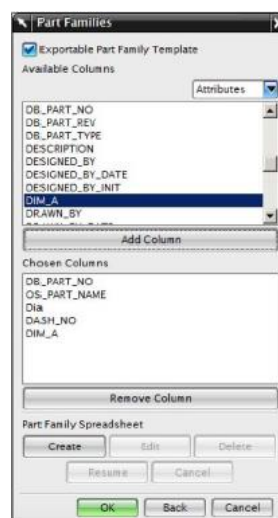 Part Families
Exportable Part Family Template
Available Columns
Attributes
DB_PART_NO
DB_PART_REV
DB_PART_TYPE
DESCRIPTION
DESIGNED_BY
DESIGNED_BY_DATE
DESIGNED_BY_INIT
DIM_A
DRAWN_BY
Add Column
Chosen Columns
DB_PART_NO
OS_PART_NAME
Dia
DASH_NO
DIM_A
Remove Column
Part Family Spreadsheet
Create Edit Delete
Resume Cancel
OK Back Cancel